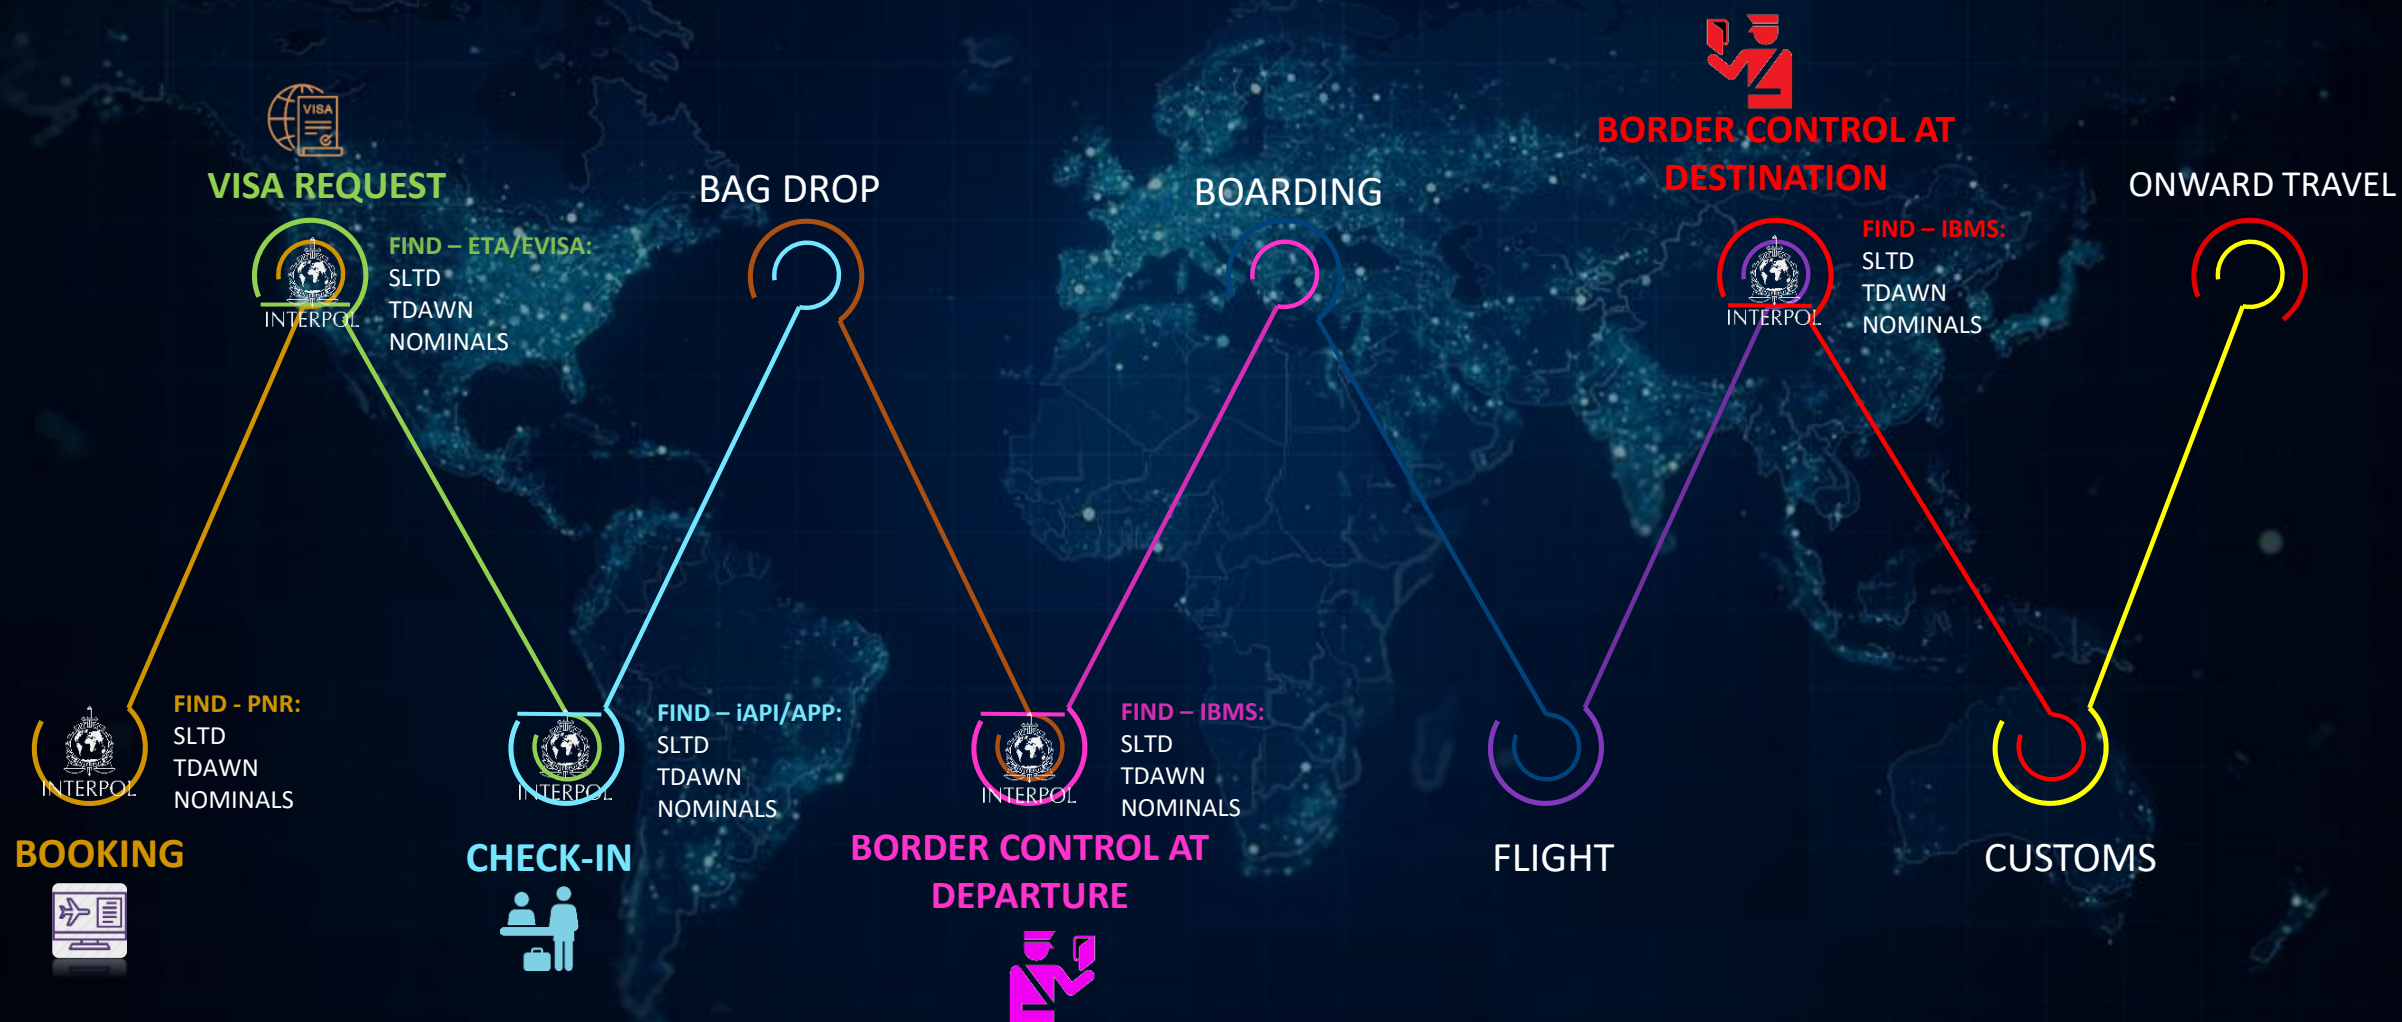 VISA
VISA REQUEST
INTERPOL
FIND – ETA/EVISA:
SLTD
TDAWN
NOMINALS
BAG DROP
BOARDING
BORDER CONTROL AT
DESTINATION
INTERPOL
FIND – IBMS:
SLTD
TDAWN
NOMINALS
ONWARD TRAVEL
INTERPOL
FIND - PNR:
SLTD
TDAWN
NOMINALS
BOOKING
INTERPOL
FIND – iAPI/APP:
SLTD
TDAWN
NOMINALS
CHECK-IN
INTERPOL
FIND – IBMS:
SLTD
TDAWN
NOMINALS
BORDER CONTROL AT
DEPARTURE
FLIGHT
CUSTOMS